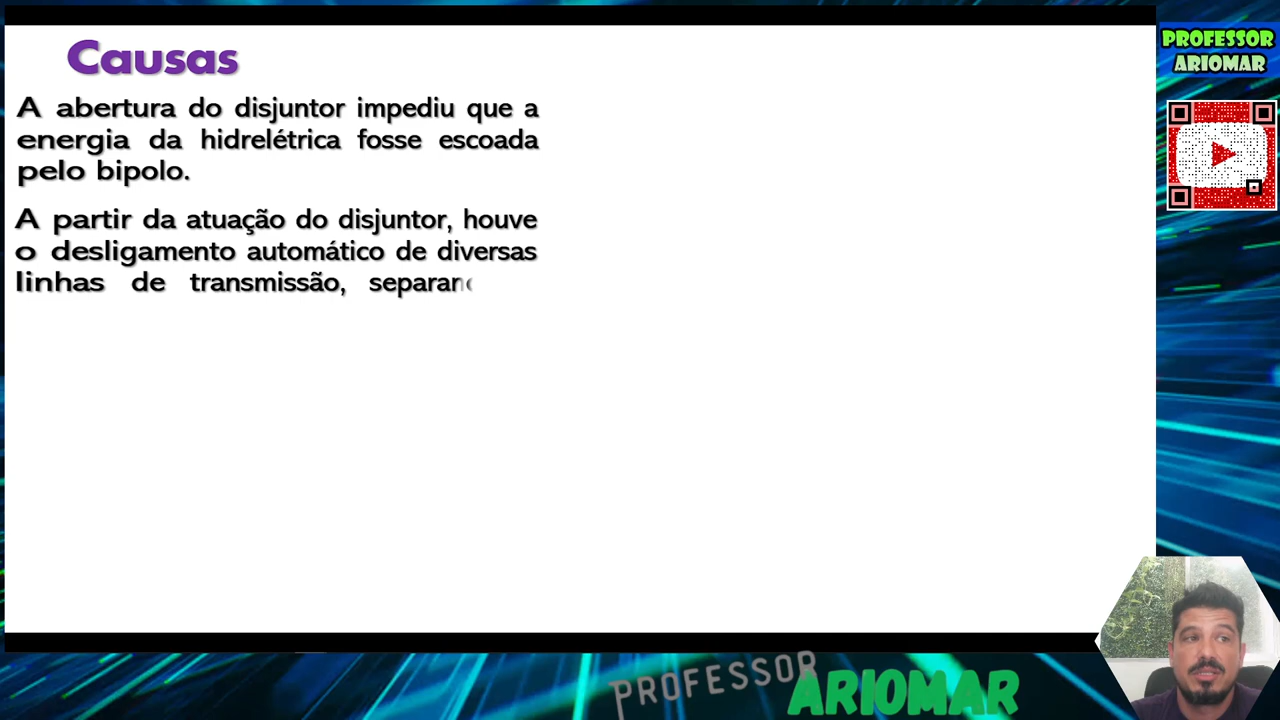 Causas
A abertura do disjuntor impediu que a
energia da hidrelétrica fosse escoada
pelo bipolo.
A partir da atuação do disjuntor, houve
o desligamento automático de diversas
linhas de transmissão,
PROFESSOR
ARIOMAR
PROFESSOR
ARIOMAR